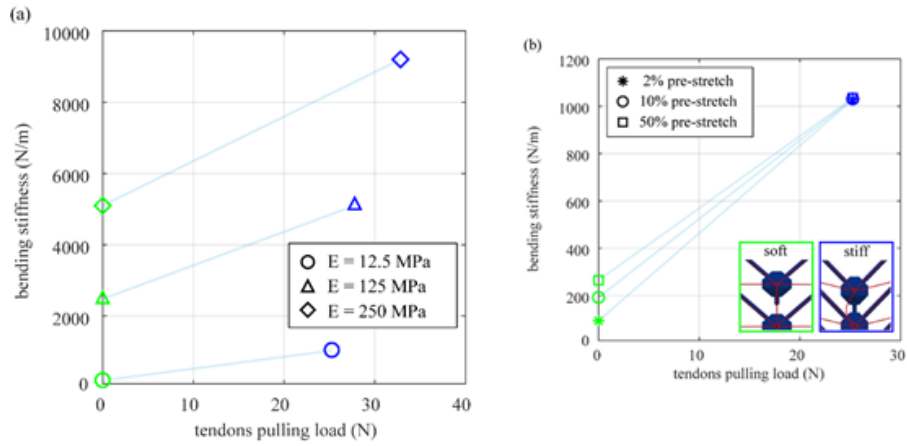 (a)
10000
8000
6000
4000
2000
0
bending stiffness (N/m)
E = 12.5 MPa
E = 125 MPa
E = 250 MPa
0 10 20 30 40
tendons pulling load (N)
(b)
1200
1000
800
600
400
200
0
bending stiffness (N/m)
2% pre-stretch
10% pre-stretch
50% pre-stretch
soft stiff
0 10 20 30
tendons pulling load (N)